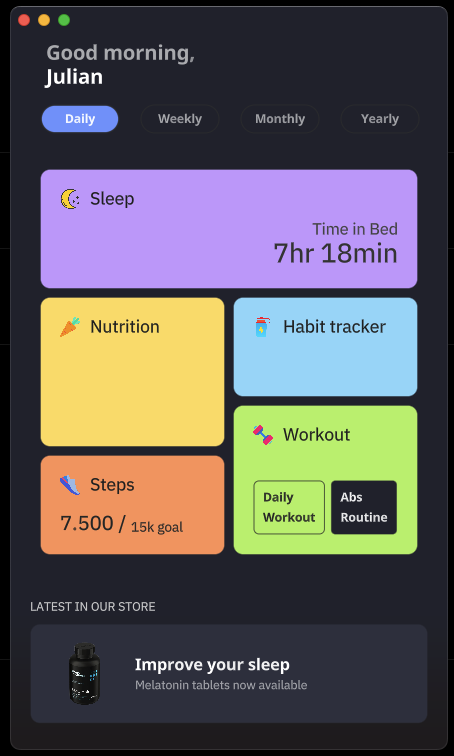 Good morning,
Julian
Daily
Weekly
Monthly
Yearly
Sleep
Time in Bed
7hr 18min
Nutrition
Habit tracker
Workout
Daily
Workout
Abs
Routine
Steps
7.500 / 15k goal
LATEST IN OUR STORE
Improve your sleep
Melatonin tablets now available